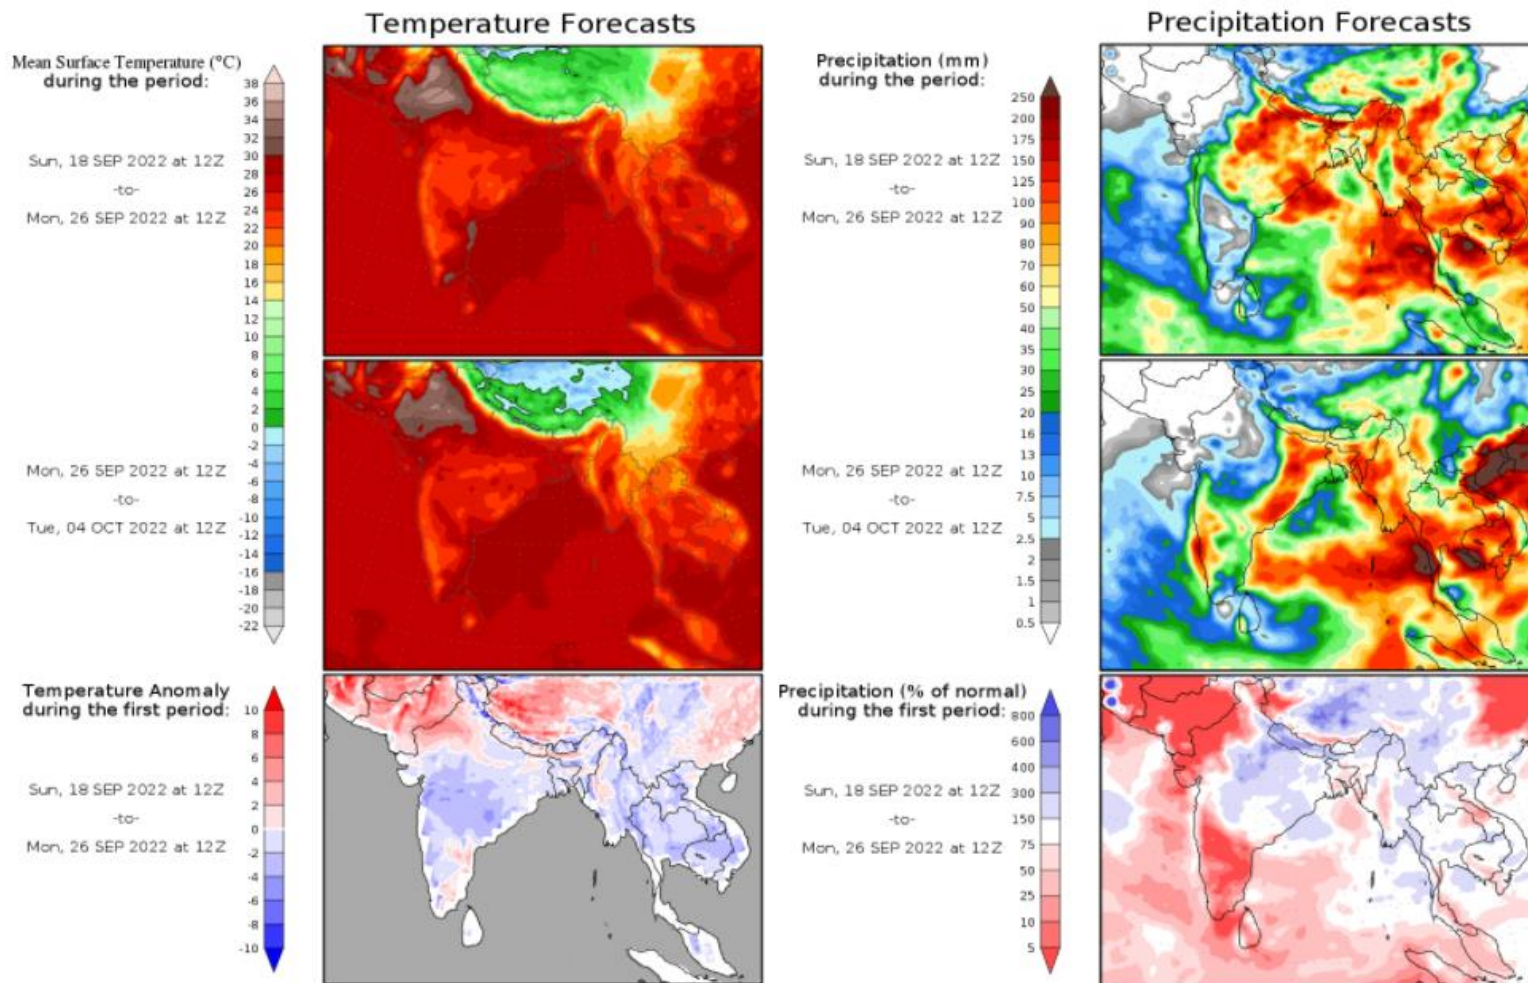 Temperature Forecasts
Mean Surface Temperature (°C)
during the period:
38
36
34
32
30
28
26
24
22
20
18
16
14
12
10
8
6
4
2
0
-2
-4
-6
-8
-10
-12
-14
-16
-18
-20
-22
Sun, 18 SEP 2022 at 12Z
-to-
Mon, 26 SEP 2022 at 12Z
Mon, 26 SEP 2022 at 12Z
-to-
Tue, 04 OCT 2022 at 12Z
Temperature Anomaly
during the first period:
10
8
6
4
2
0
-2
-4
-6
-8
-10
Sun, 18 SEP 2022 at 12Z
-to-
Mon, 26 SEP 2022 at 12Z
Precipitation Forecasts
Precipitation (mm)
during the period:
250
200
175
150
125
100
90
80
70
60
50
40
35
30
20
16
13
10
7.5
5
2.5
2
1.5
1
0.5
Sun, 18 SEP 2022 at 12Z
-to-
Mon, 26 SEP 2022 at 12Z
Mon, 26 SEP 2022 at 12Z
-to-
Tue, 04 OCT 2022 at 12Z
Precipitation (% of normal)
during the first period:
800
600
400
300
150
75
50
25
10
5
Sun, 18 SEP 2022 at 12Z
-to-
Mon, 26 SEP 2022 at 12Z